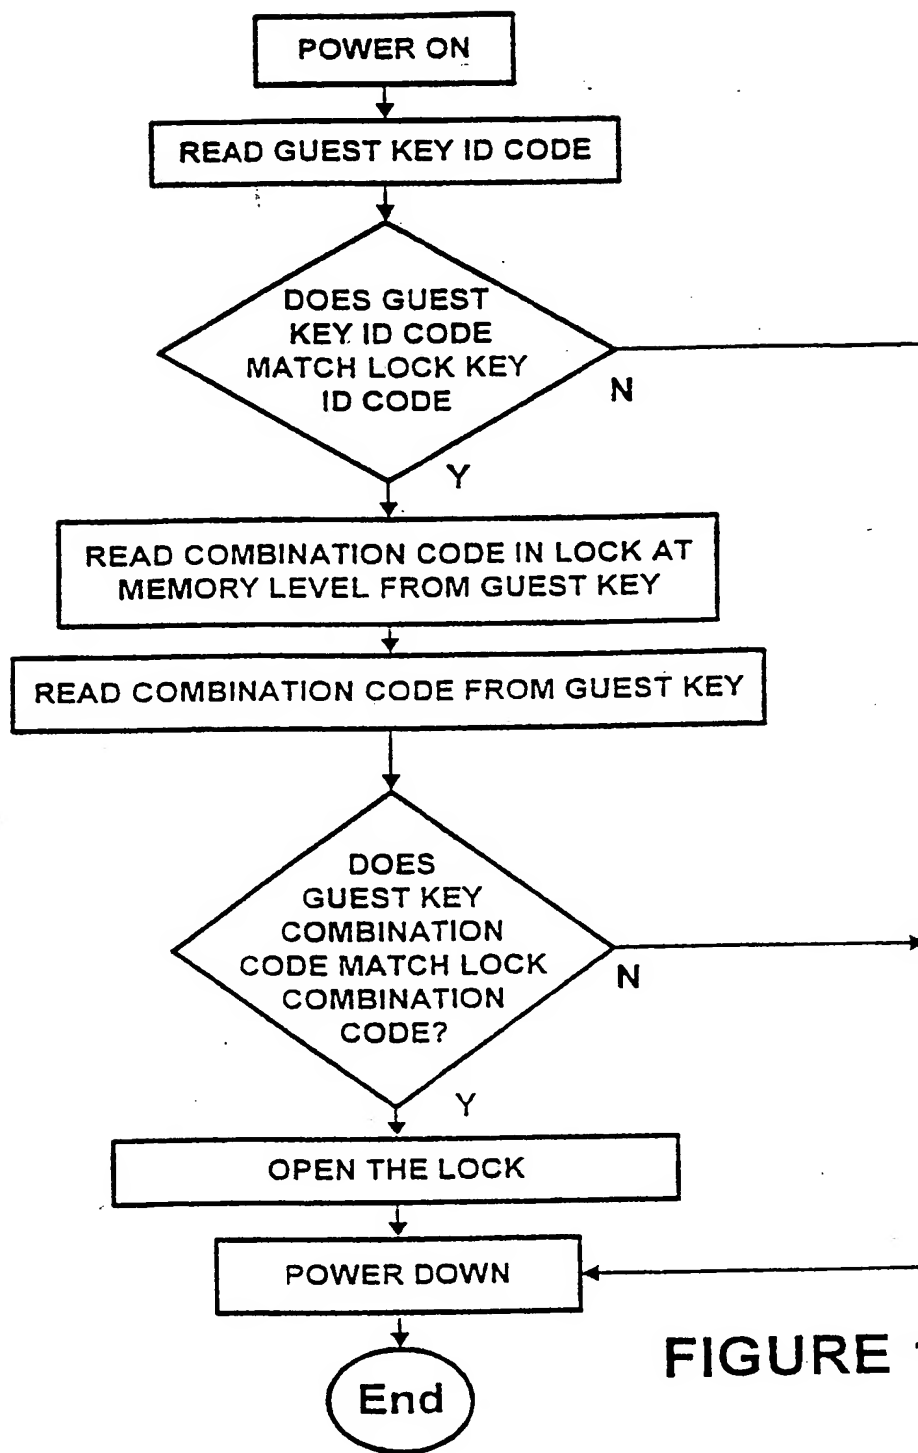 POWER ON
READ GUEST KEY ID CODE
DOES GUEST
KEY ID CODE
MATCH LOCK KEY
ID CODE
N
Y
READ COMBINATION CODE IN LOCK AT
MEMORY LEVEL FROM GUEST KEY
READ COMBINATION CODE FROM GUEST KEY
DOES
GUEST KEY
COMBINATION
CODE MATCH LOCK
COMBINATION
CODE?
N
Y
OPEN THE LOCK
POWER DOWN
End
FIGURE